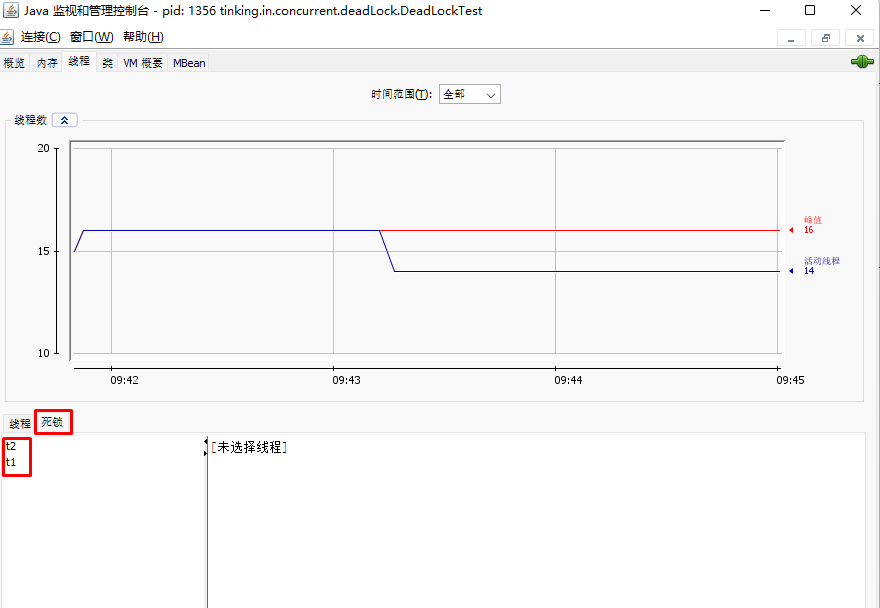 Java 监视和管理控制台 - pid: 1356 tinking.in.concurrent.deadLock.DeadLockTest
连接(C) 窗口(W) 帮助(H)
概览 内存 线程 类 VM 概要 MBean
时间范围(T): 全部
线程数
20
15
10
峰值
16
活动线程
14
09:42 09:43 09:44 09:45
线程 死锁
t2
t1
[未选择线程]